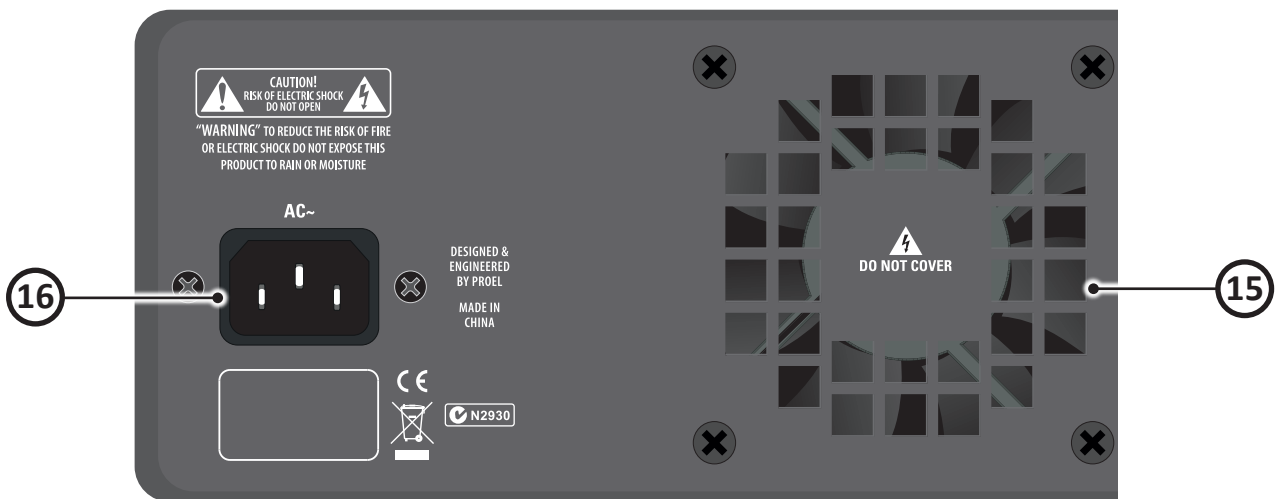 CAUTION!
RISK OF ELECTRIC SHOCK
DO NOT OPEN
"WARNING" TO REDUCE THE RISK OF FIRE
OR ELECTRIC SHOCK DO NOT EXPOSE THIS
PRODUCT TO RAIN OR MOISTURE
AC~
16
DESIGNED &
ENGINEERED
BY PROEL
MADE IN
CHINA
DO NOT COVER
15
CE
N2930